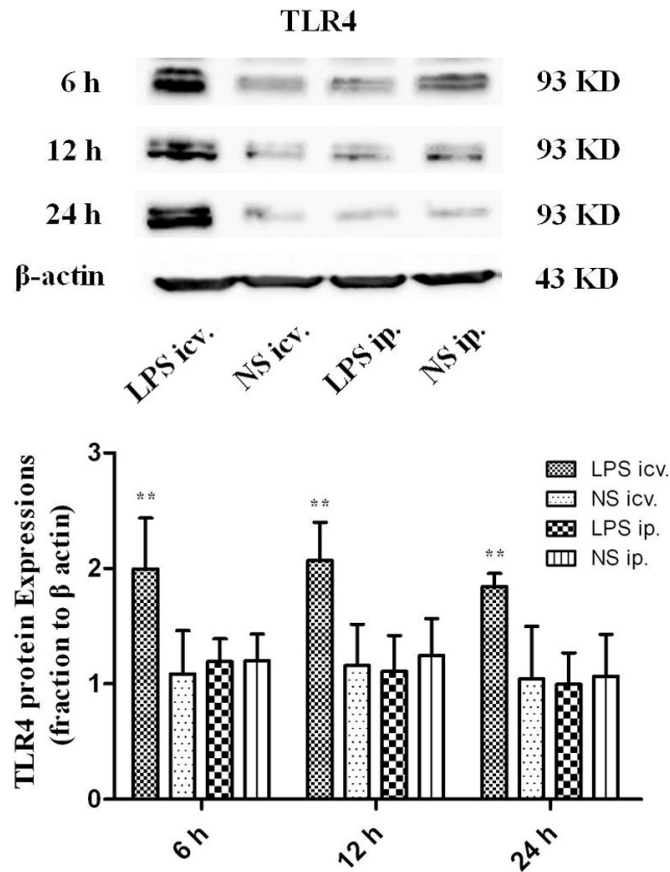 TLR4
6 h 93 KD
12 h 93 KD
24 h 93 KD
β-actin 43 KD
LPS icv. NS icv. LPS ip. NS ip.
TLR4 protein Expressions
(fraction to β actin)
3
2
1
0
** ** **
LPS icv.
NS icv.
LPS ip.
NS ip.
6 h 12 h 24 h